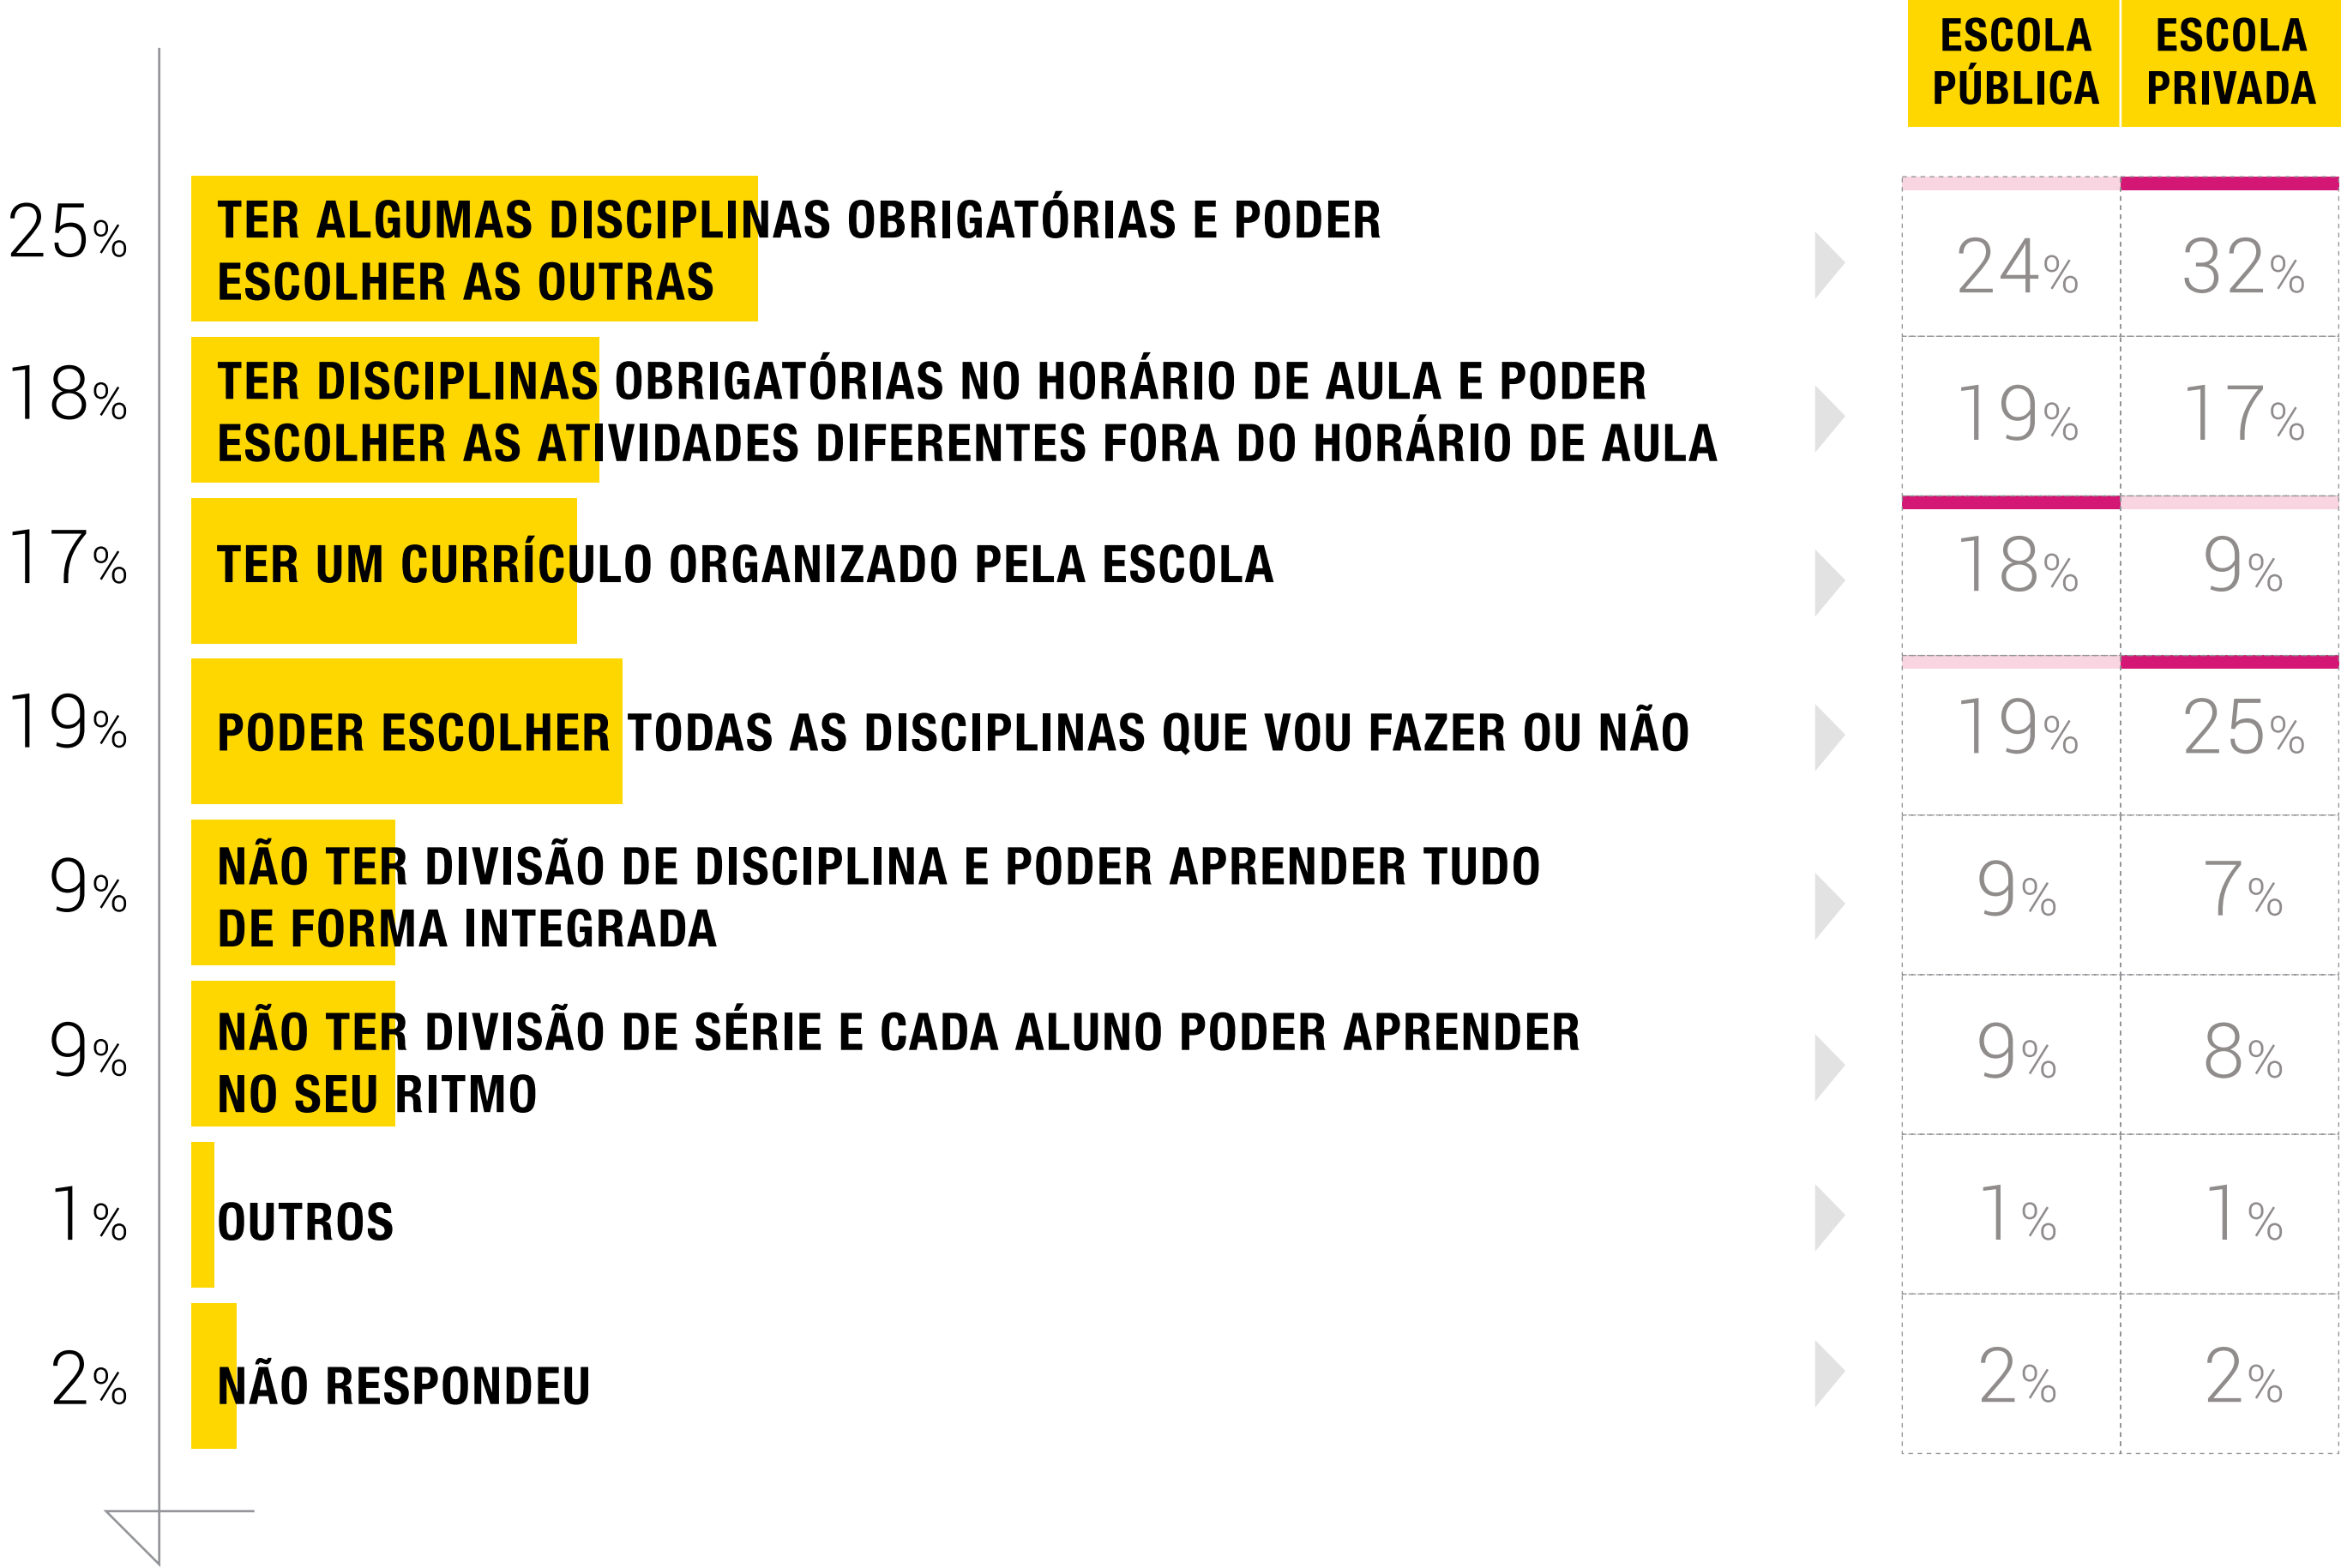 ESCOLA PÚBLICA
ESCOLA PRIVADA
25%
TER ALGUMAS DISCIPLINAS OBRIGATÓRIAS E PODER
ESCOLHER AS OUTRAS
24%
32%
18%
TER DISCIPLINAS OBRIGATÓRIAS NO HORÁRIO DE AULA E PODER
ESCOLHER AS ATIVIDADES DIFERENTES FORA DO HORÁRIO DE AULA
19%
17%
17%
TER UM CURRÍCULO ORGANIZADO PELA ESCOLA
18%
9%
19%
PODER ESCOLHER TODAS AS DISCIPLINAS QUE VOU FAZER OU NÃO
19%
25%
9%
NÃO TER DIVISÃO DE DISCIPLINA E PODER APRENDER TUDO
DE FORMA INTEGRADA
9%
7%
9%
NÃO TER DIVISÃO DE SÉRIE E CADA ALUNO PODER APRENDER
NO SEU RITMO
9%
8%
1%
OUTROS
1%
1%
2%
NÃO RESPONDEU
2%
2%